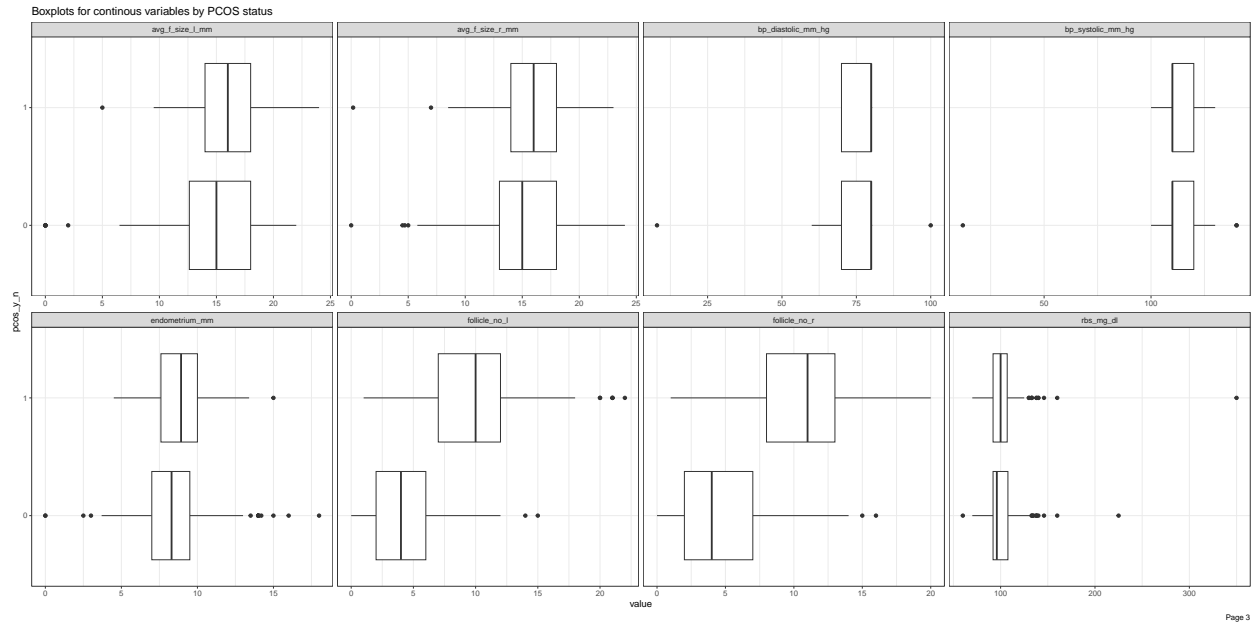 Boxplots for continous variables by PCOS status
avg_f_size_l_mm
avg_f_size_r_mm
bp_diastolic_mm_hg
bp_systolic_mm_hg
1
0
0 5 10 15 20 25
0 5 10 15 20 25
25 50 75 100
50 100
pcos_y_n
endometrium_mm
follicle_no_l
follicle_no_r
rbs_mg_dl
1
0
0 5 10 15
0 5 10 15 20
0 5 10 15 20
100 200 300
value
Page 3